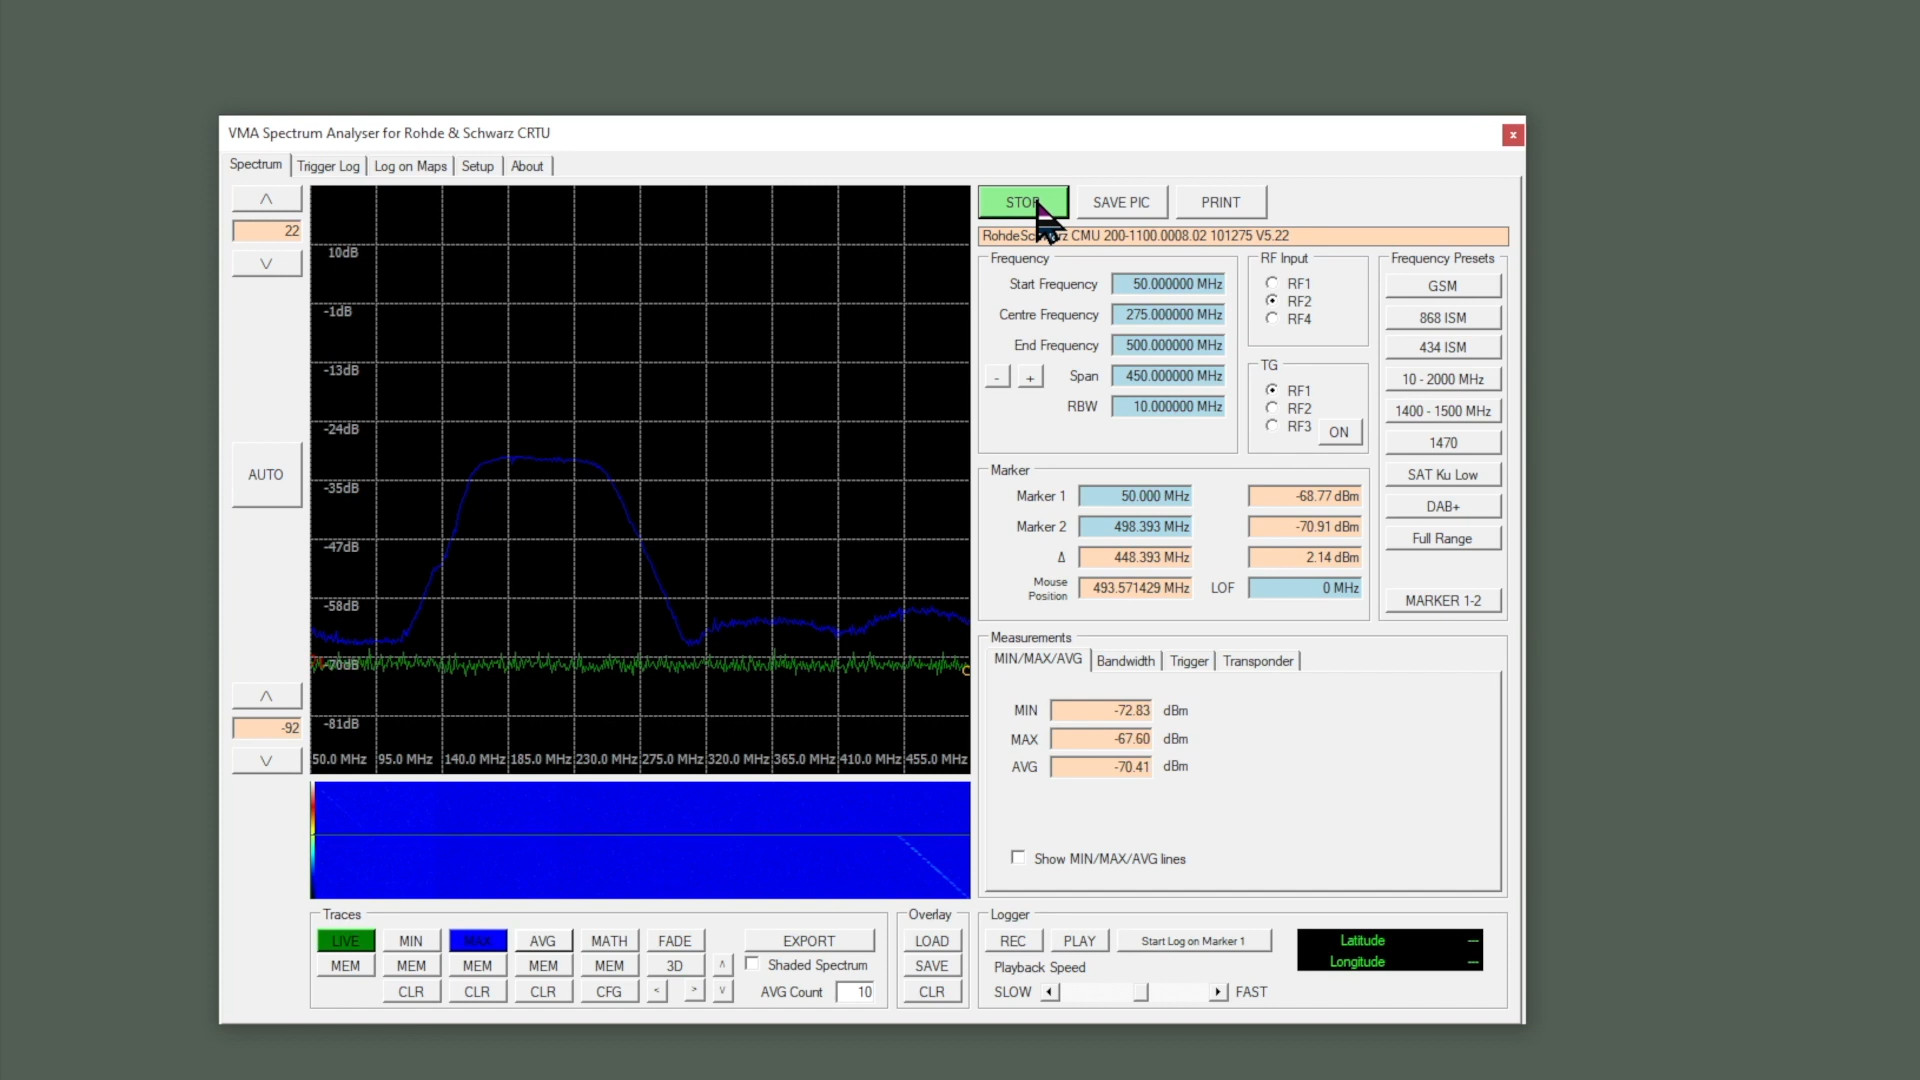 VMA Spectrum Analyser for Rohde & Schwarz CRTU
x
Spectrum Trigger Log Log on Maps Setup About
22
AUTO
-92
10dB
-1dB
-13dB
-24dB
-35dB
-47dB
-58dB
-70dB
-81dB
50.0 MHz 95.0 MHz 140.0 MHz 185.0 MHz 230.0 MHz 275.0 MHz 320.0 MHz 365.0 MHz 410.0 MHz 455.0 MHz
STOP SAVE PIC PRINT
CMU 200-1100.0008.02 101275 V5.22
Frequency
Start Frequency 50.000000 MHz
Centre Frequency 275.000000 MHz
End Frequency 500.000000 MHz
- + Span 450.000000 MHz
RBW 10.000000 MHz
RF Input
RF1
RF2
RF4
TG
RF1
RF2
RF3 ON
Frequency Presets
GSM
868 ISM
434 ISM
10 - 2000 MHz
1400 - 1500 MHz
1470
SAT Ku Low
DAB+
Full Range
MARKER 1-2
Marker
Marker 1 50.000 MHz -68.77 dBm
Marker 2 498.393 MHz -70.91 dBm
Δ 448.393 MHz 2.14 dBm
Mouse
Position 493.571429 MHz LOF 0 MHz
Measurements
MIN/MAX/AVG Bandwidth Trigger Transponder
MIN -72.83 dBm
MAX -67.60 dBm
AVG -70.41 dBm
Show MIN/MAX/AVG lines
Traces
LIVE MIN MAX AVG MATH FADE EXPORT
MEM MEM MEM MEM MEM 3D ^ Shaded Spectrum
CLR CLR CLR CFG < > v AVG Count 10
Overlay
LOAD
SAVE
CLR
Logger
REC PLAY Start Log on Marker 1
Playback Speed
SLOW FAST
Latitude ---
Longitude ---